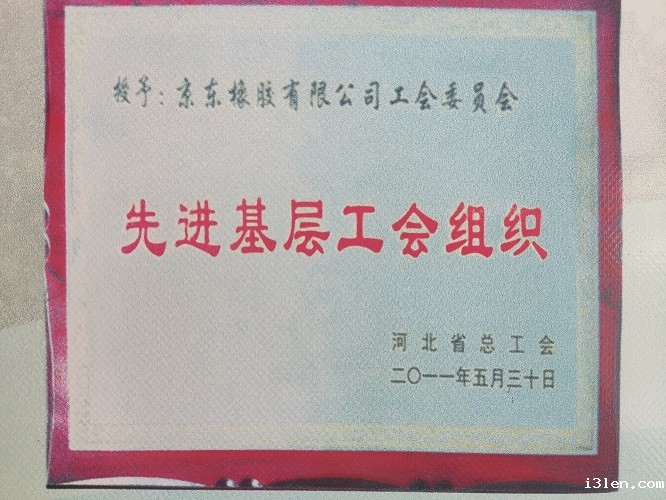 授予：京东橡胶有限公司工会委员会
先进基层工会组织
河北省总工会
二〇一一年五月三十日
i3len.com